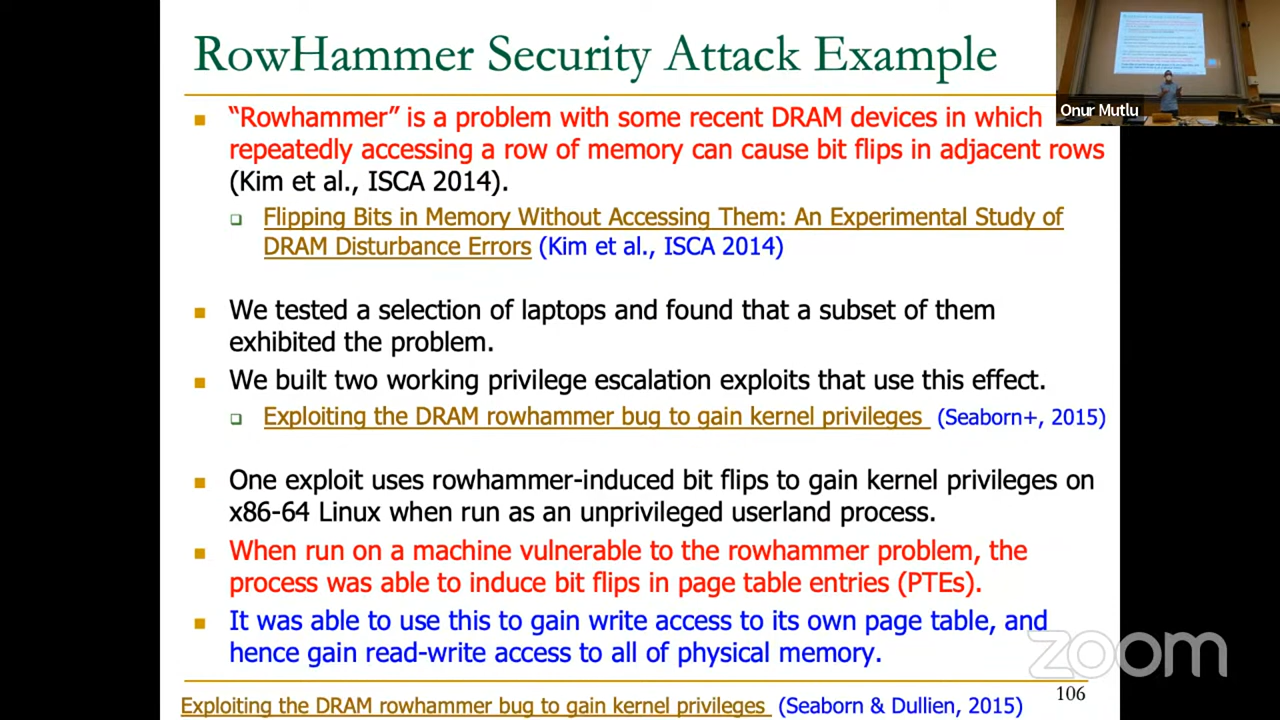 RowHammer Security Attack Example
Onur Mutlu
“Rowhammer” is a problem with some recent DRAM devices in which
repeatedly accessing a row of memory can cause bit flips in adjacent rows
(Kim et al., ISCA 2014).
Flipping Bits in Memory Without Accessing Them: An Experimental Study of
DRAM Disturbance Errors (Kim et al., ISCA 2014)
We tested a selection of laptops and found that a subset of them
exhibited the problem.
We built two working privilege escalation exploits that use this effect.
Exploiting the DRAM rowhammer bug to gain kernel privileges (Seaborn+, 2015)
One exploit uses rowhammer-induced bit flips to gain kernel privileges on
x86-64 Linux when run as an unprivileged userland process.
When run on a machine vulnerable to the rowhammer problem, the
process was able to induce bit flips in page table entries (PTEs).
It was able to use this to gain write access to its own page table, and
hence gain read-write access to all of physical memory.
zoom
106
Exploiting the DRAM rowhammer bug to gain kernel privileges (Seaborn & Dullien, 2015)